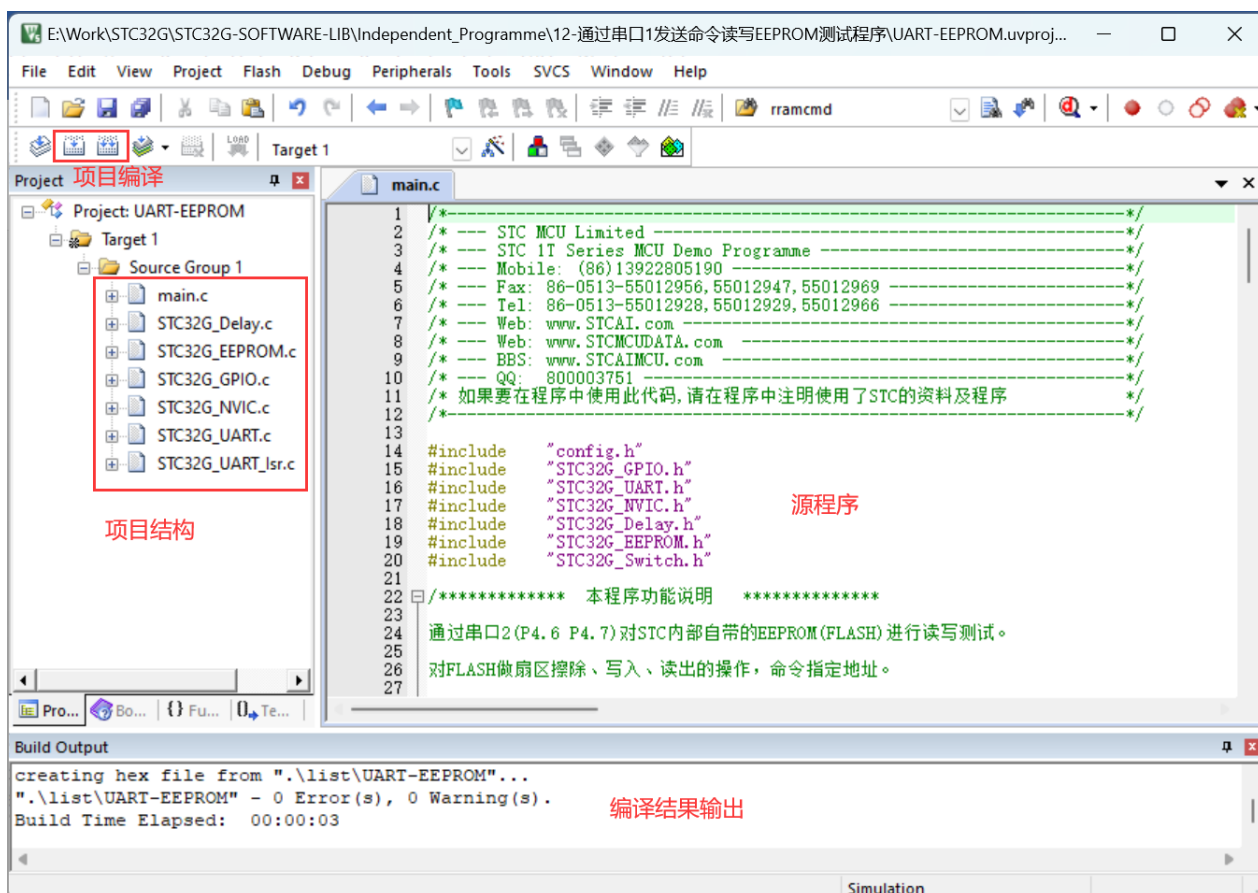 E:\Work\STC32G\STC32G-SOFTWARE-LIB\Independent_Programme\12-通过串口1发送命令读写EEPROM测试程序\UART-EEPROM.uvproj...
File Edit View Project Flash Debug Peripherals Tools SVCS Window Help
rramcmd
LOAD Target 1
Project 项目编译
main.c
Project: UART-EEPROM
Target 1
Source Group 1
main.c
STC32G_Delay.c
STC32G_EEPROM.c
STC32G_GPIO.c
STC32G_NVIC.c
STC32G_UART.c
STC32G_UART_Isr.c
项目结构
1 /*---------------------------------------------------------------------*/
2 /* --- STC MCU Limited ------------------------------------------------*/
3 /* --- STC 1T Series MCU Demo Programme -------------------------------*/
4 /* --- Mobile: (86)13922805190 ----------------------------------------*/
5 /* --- Fax: 86-0513-55012956,55012947,55012969 ------------------------*/
6 /* --- Tel: 86-0513-55012928,55012929,55012966 ------------------------*/
7 /* --- Web: www.STCAI.com ---------------------------------------------*/
8 /* --- Web: www.STCMCUDATA.com ---------------------------------------*/
9 /* --- BBS: www.STCAIMCU.com -----------------------------------------*/
10 /* --- QQ: 800003751 -------------------------------------------------*/
11 /* 如果要在程序中使用此代码,请在程序中注明使用了STC的资料及程序 */
12 /*---------------------------------------------------------------------*/
13
14 #include "config.h"
15 #include "STC32G_GPIO.h"
16 #include "STC32G_UART.h"
17 #include "STC32G_NVIC.h"
18 #include "STC32G_Delay.h"
19 #include "STC32G_EEPROM.h"
20 #include "STC32G_Switch.h"
21
22 /************* 本程序功能说明 **************
23
24 通过串口2(P4.6 P4.7)对STC内部自带的EEPROM(FLASH)进行读写测试。
25
26 对FLASH做扇区擦除、写入、读出的操作，命令指定地址。
27
源程序
Pro... Bo... {} Fu... Te...
Build Output
creating hex file from ".\list\UART-EEPROM"...
".\list\UART-EEPROM" - 0 Error(s), 0 Warning(s).
Build Time Elapsed: 00:00:03
编译结果输出
Simulation